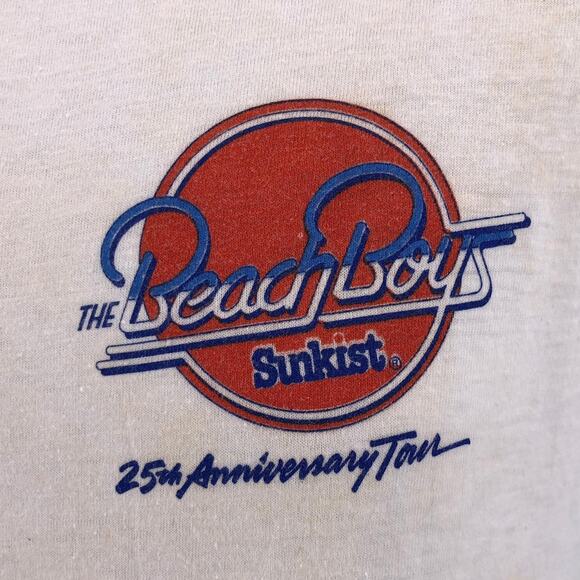 THE Beach Boys
Sunkist®
25th Anniversary Tour